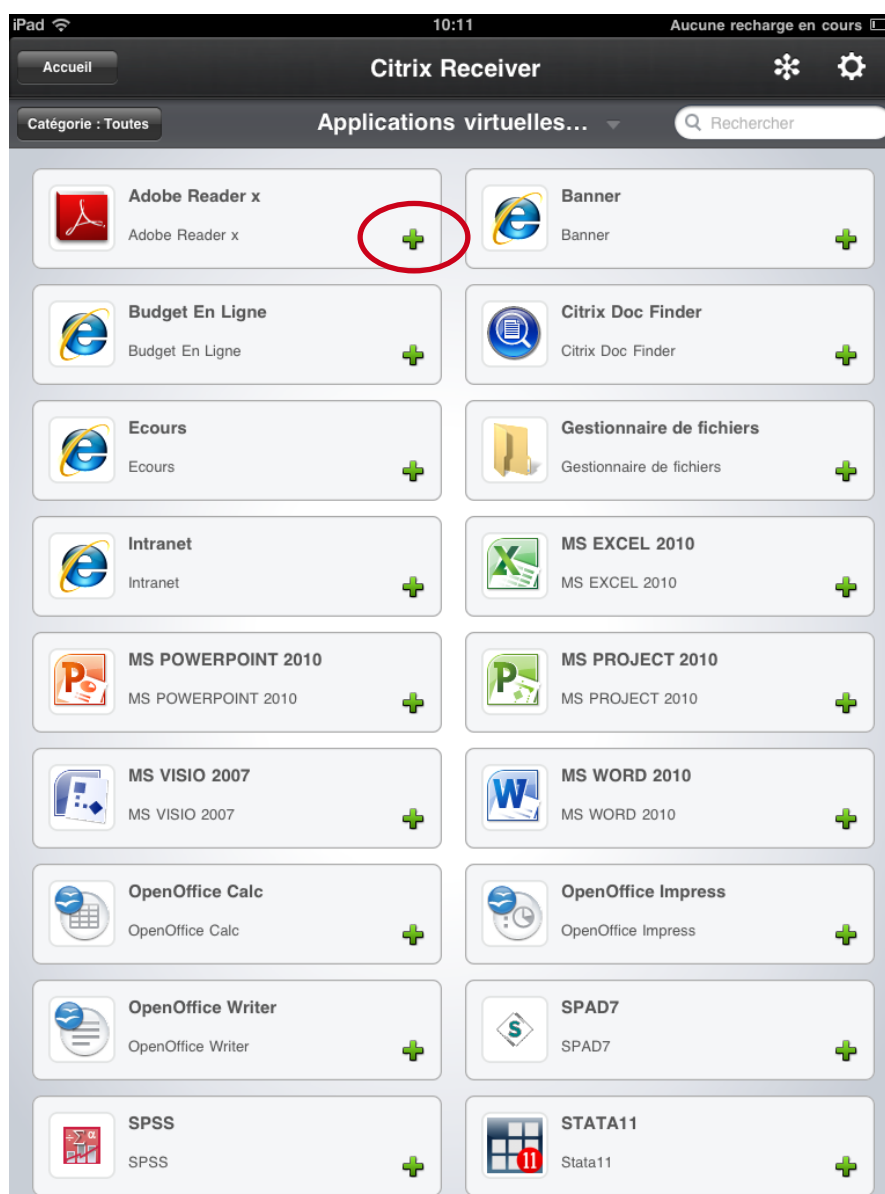 iPad 10:11 Aucune recharge en cours
Accueil Citrix Receiver
Catégorie : Toutes Applications virtuelles... Rechercher
Adobe Reader x
Adobe Reader x
Banner
Banner
Budget En Ligne
Budget En Ligne
Citrix Doc Finder
Citrix Doc Finder
Ecours
Ecours
Gestionnaire de fichiers
Gestionnaire de fichiers
Intranet
Intranet
MS EXCEL 2010
MS EXCEL 2010
MS POWERPOINT 2010
MS POWERPOINT 2010
MS PROJECT 2010
MS PROJECT 2010
MS VISIO 2007
MS VISIO 2007
MS WORD 2010
MS WORD 2010
OpenOffice Calc
OpenOffice Calc
OpenOffice Impress
OpenOffice Impress
OpenOffice Writer
OpenOffice Writer
SPAD7
SPAD7
SPSS
SPSS
STATA11
Stata11